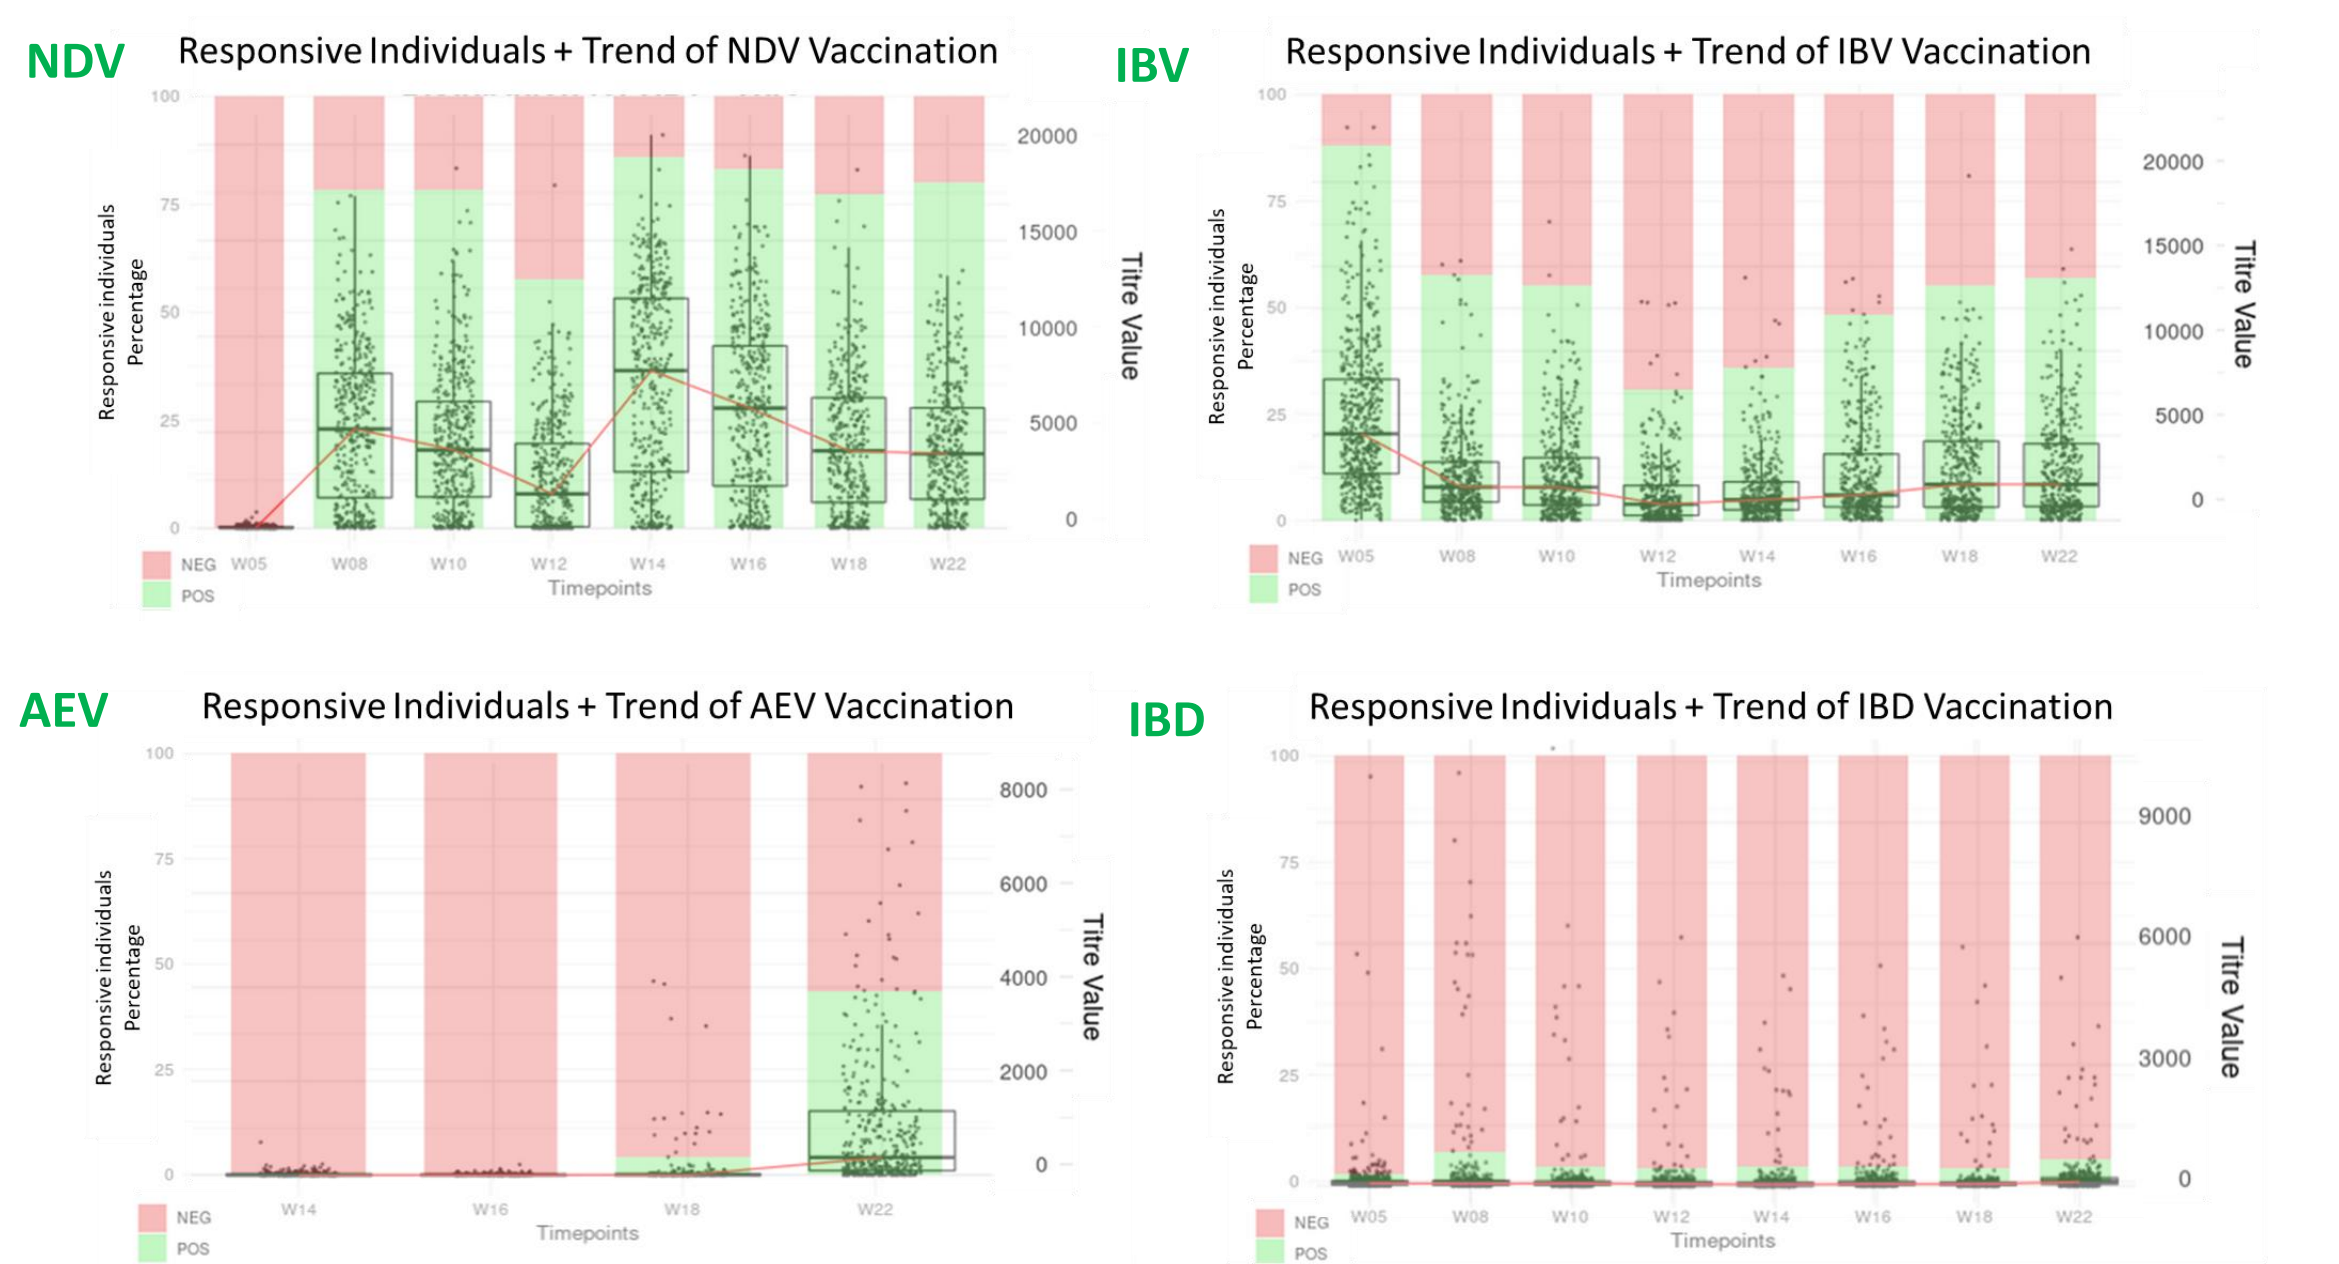 NDV
Responsive Individuals + Trend of NDV Vaccination
100
75
50
25
0
Responsive individuals
Percentage
20000
15000
10000
5000
0
Titre Value
W05 W08 W10 W12 W14 W16 W18 W22
Timepoints
NEG
POS
IBV
Responsive Individuals + Trend of IBV Vaccination
100
75
50
25
0
Responsive individuals
Percentage
20000
15000
10000
5000
0
Titre Value
W05 W08 W10 W12 W14 W16 W18 W22
Timepoints
NEG
POS
AEV
Responsive Individuals + Trend of AEV Vaccination
100
75
50
25
0
Responsive individuals
Percentage
8000
6000
4000
2000
0
Titre Value
W14 W16 W18 W22
Timepoints
NEG
POS
IBD
Responsive Individuals + Trend of IBD Vaccination
100
75
50
25
0
Responsive individuals
Percentage
9000
6000
3000
0
Titre Value
W05 W08 W10 W12 W14 W16 W18 W22
Timepoints
NEG
POS